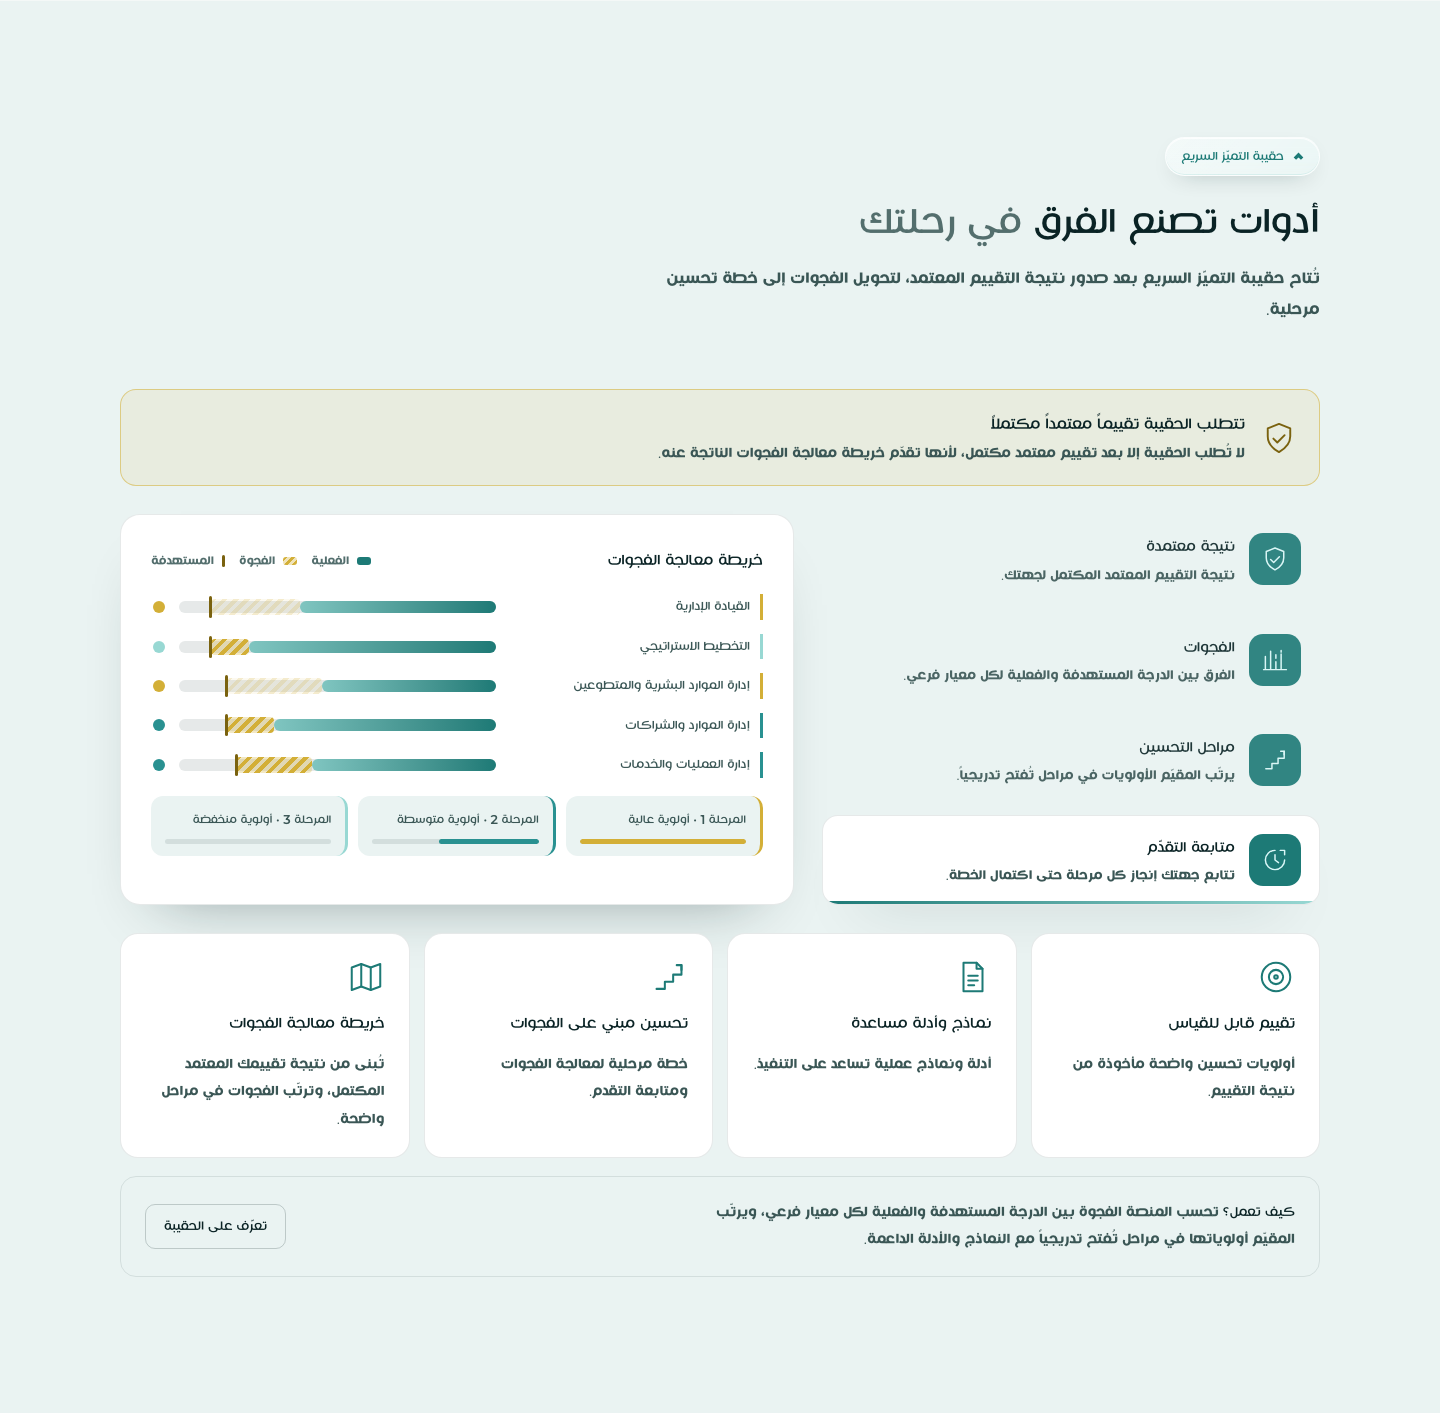 حقيبة التميّز السريع
أدوات تصنع الفرق في رحلتك
تُتاح حقيبة التميّز السريع بعد صدور نتيجة التقييم المعتمد، لتحويل الفجوات إلى خطة تحسين
مرحلية.
تتطلب الحقيبة تقييماً معتمداً مكتملاً
لا تُطلب الحقيبة إلا بعد تقييم معتمد مكتمل، لأنها تقدّم خريطة معالجة الفجوات الناتجة عنه.
نتيجة معتمدة
نتيجة التقييم المعتمد المكتمل لجهتك.
الفجوات
الفرق بين الدرجة المستهدفة والفعلية لكل معيار فرعي.
مراحل التحسين
يرتّب المقيّم الأولويات في مراحل تُفتح تدريجياً.
متابعة التقدّم
تتابع جهتك إنجاز كل مرحلة حتى اكتمال الخطة.
خريطة معالجة الفجوات
الفعلية الفجوة المستهدفة
القيادة الإدارية
التخطيط الاستراتيجي
إدارة الموارد البشرية والمتطوعين
إدارة الموارد والشراكات
إدارة العمليات والخدمات
المرحلة 1 · أولوية عالية
المرحلة 2 · أولوية متوسطة
المرحلة 3 · أولوية منخفضة
تقييم قابل للقياس
أولويات تحسين واضحة مأخوذة من
نتيجة التقييم.
نماذج وأدلة مساعدة
أدلة ونماذج عملية تساعد على التنفيذ.
تحسين مبني على الفجوات
خطة مرحلية لمعالجة الفجوات
ومتابعة التقدم.
خريطة معالجة الفجوات
تُبنى من نتيجة تقييمك المعتمد
المكتمل، وترتّب الفجوات في مراحل
واضحة.
كيف تعمل؟ تحسب المنصة الفجوة بين الدرجة المستهدفة والفعلية لكل معيار فرعي، ويرتّب
المقيّم أولوياتها في مراحل تُفتح تدريجياً مع النماذج والأدلة الداعمة.
تعرّف على الحقيبة